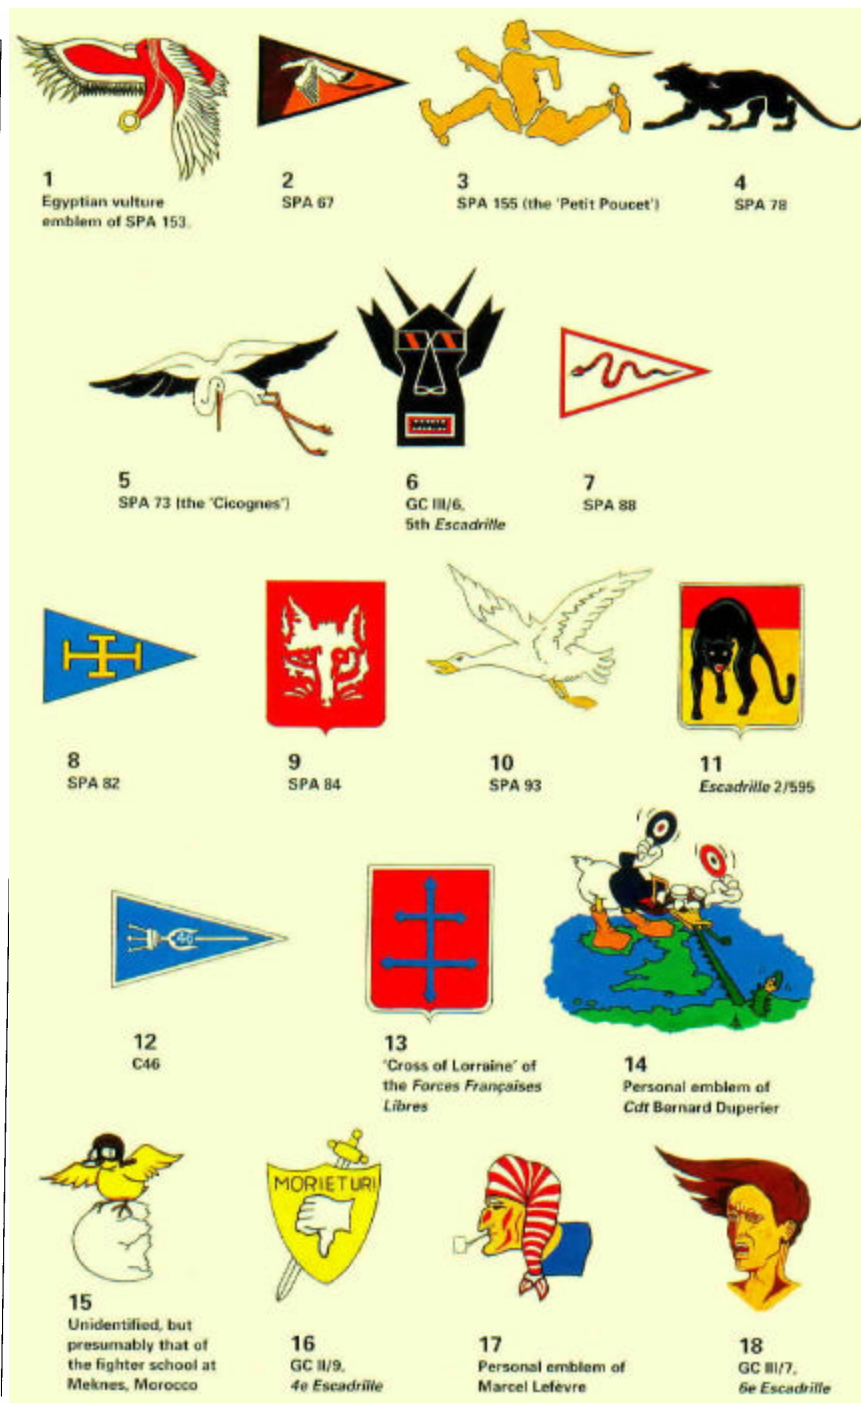 1
Egyptian vulture
emblem of SPA 153.
2
SPA 67
3
SPA 155 (the 'Petit Poucet')
4
SPA 78
5
SPA 73 (the 'Cicognes')
6
GC III/6,
5th Escadrille
7
SPA 88
8
SPA 82
9
SPA 84
10
SPA 93
11
Escadrille 2/595
46
12
C46
13
'Cross of Lorraine' of
the Forces Françaises
Libres
14
Personal emblem of
Cdt Bernard Duperier
15
Unidentified, but
presumably that of
the fighter school at
Meknes, Morocco
MORIETURI
16
GC II/9,
4e Escadrille
17
Personal emblem of
Marcel Lefèvre
18
GC III/7,
6e Escadrille